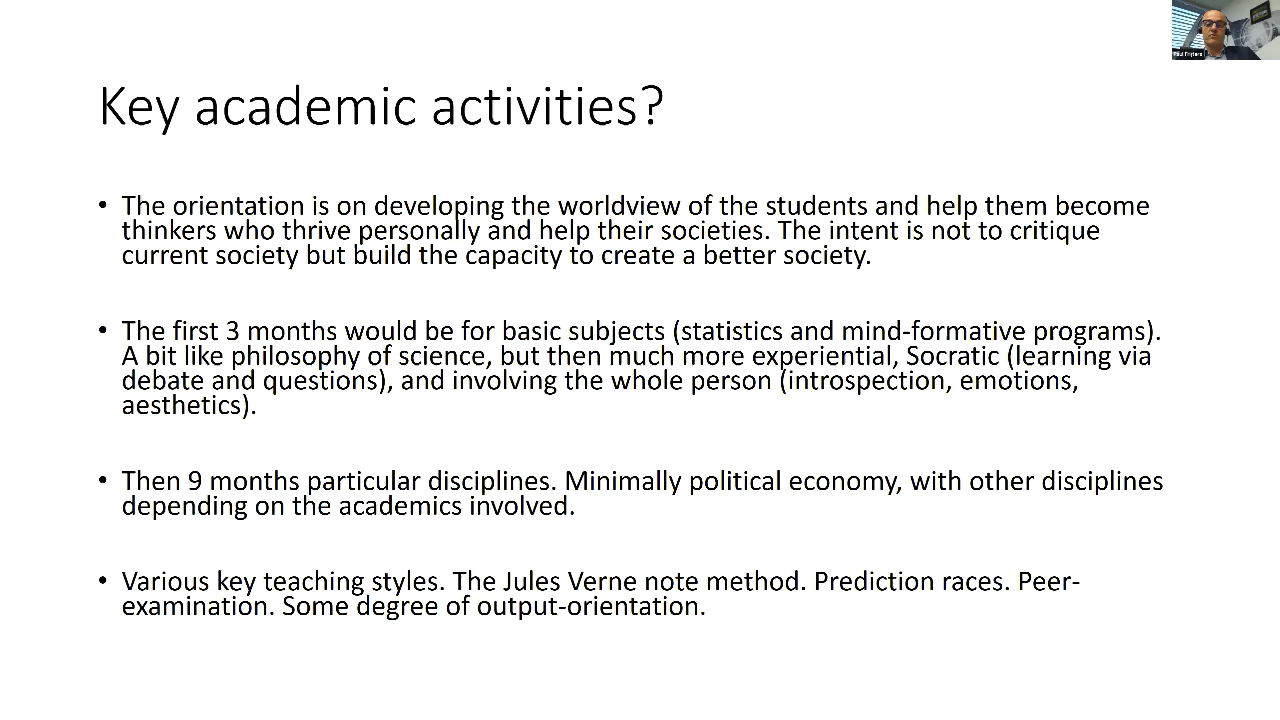 Key academic activities?
• The orientation is on developing the worldview of the students and help them become
thinkers who thrive personally and help their societies. The intent is not to critique
current society but build the capacity to create a better society.
• The first 3 months would be for basic subjects (statistics and mind-formative programs).
A bit like philosophy of science, but then much more experiential, Socratic (learning via
debate and questions), and involving the whole person (introspection, emotions,
aesthetics).
• Then 9 months particular disciplines. Minimally political economy, with other disciplines
depending on the academics involved.
• Various key teaching styles. The Jules Verne note method. Prediction races. Peer-
examination. Some degree of output-orientation.